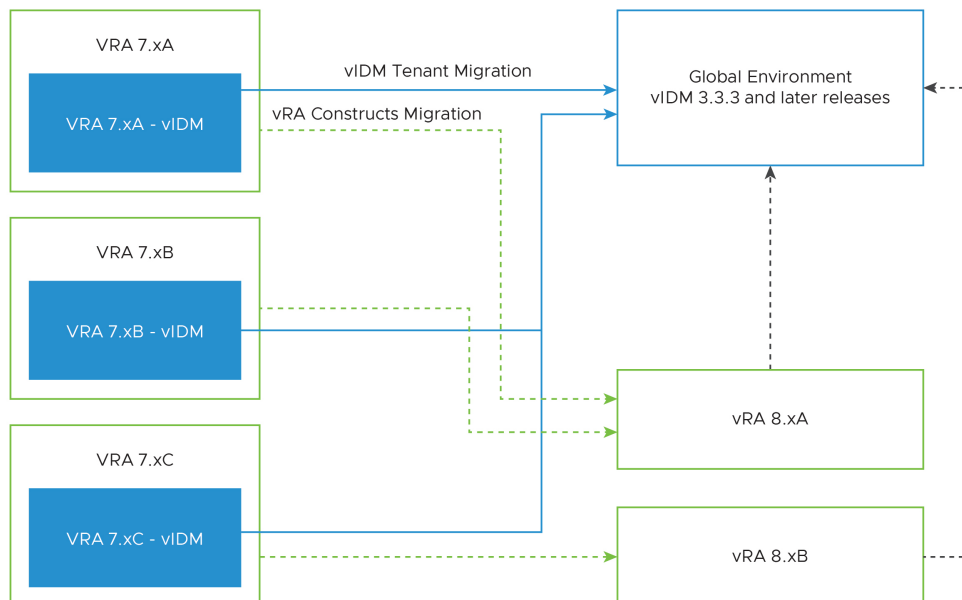 VRA 7.xA
VRA 7.xA - vIDM
vIDM Tenant Migration
vRA Constructs Migration
Global Environment
vIDM 3.3.3 and later releases
VRA 7.xB
VRA 7.xB - vIDM
vRA 8.xA
VRA 7.xC
VRA 7.xC - vIDM
vRA 8.xB